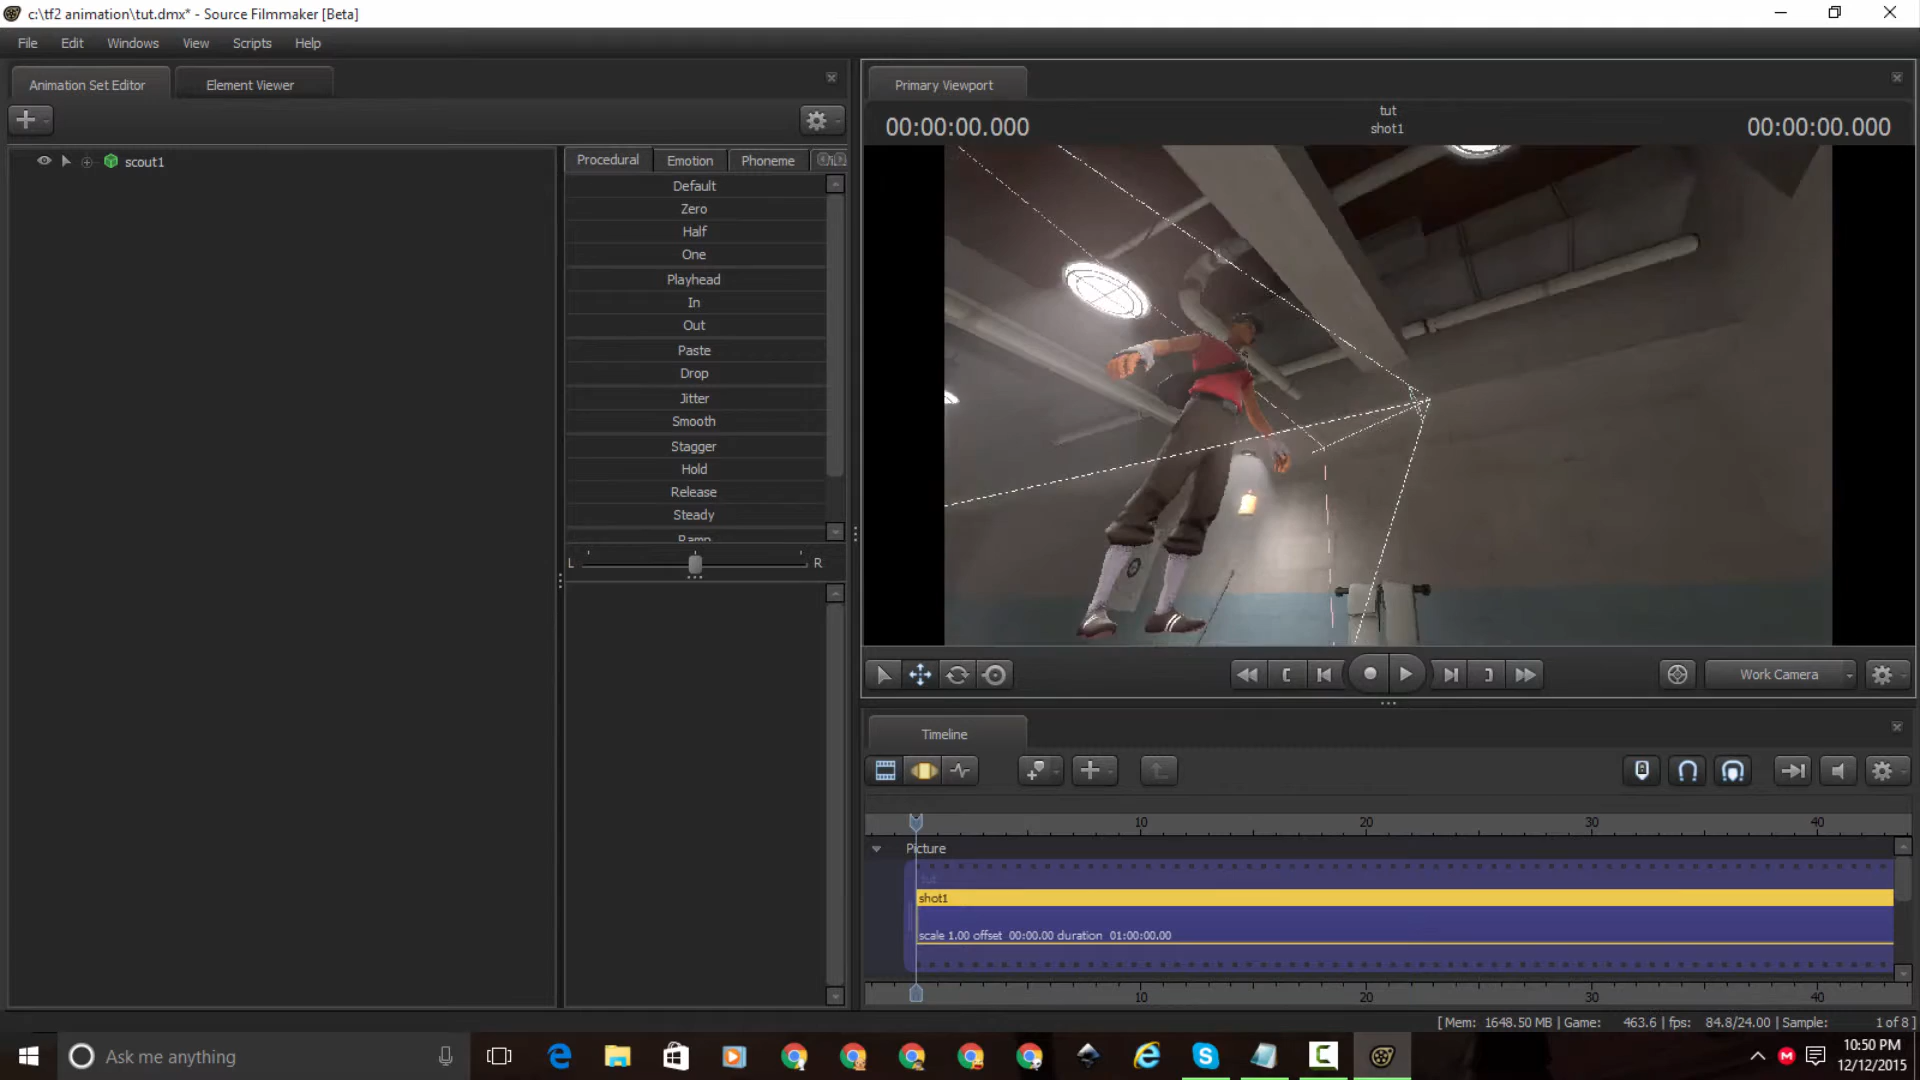 c:\tf2 animation\tut.dmx* - Source Filmmaker [Beta]
File Edit Windows View Scripts Help
Animation Set Editor Element Viewer
Primary Viewport
00:00:00.000
tut
shot1
00:00:00.000
scout1
Procedural Emotion Phoneme
Default
Zero
Half
One
Playhead
In
Out
Paste
Drop
Jitter
Smooth
Stagger
Hold
Release
Steady
Ramp
L R
Work Camera
Timeline
10 20 30 40
Picture
tut
shot1
scale 1.00 offset 00:00.00 duration 01:00:00.00
10 20 30 40
[ Mem: 1648.50 MB | Game: 463.6 | fps: 84.8/24.00 | Sample: 1 of 8 ]
Ask me anything
10:50 PM
12/12/2015